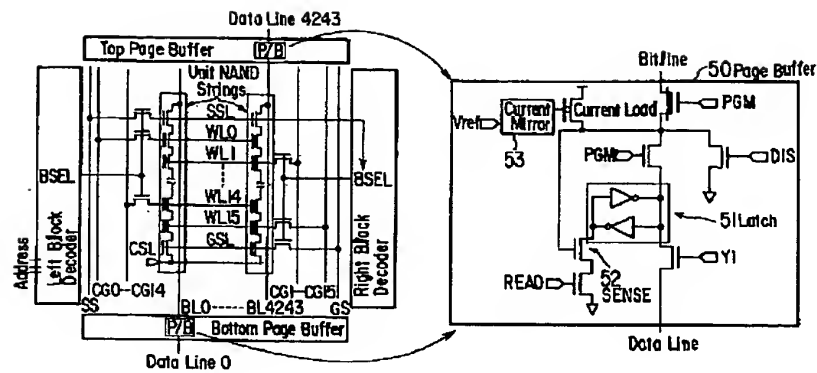 Data Line 4243
Top Page Buffer
P/B
Unit NAND
Strings
SSL
WL0
WL1
BSEL
BSEL
WL14
WL15
CSL
GSL
Address
Left Block
Decoder
Right Block
Decoder
CG0-CG14
CG1-CG15
SS
BL0-----BL4243
GS
P/B
Bottom Page Buffer
Data Line 0
Bitline
50 Page Buffer
Vref
Current
Mirror
53
Current Load
PGM
PGM
DIS
51 Latch
52
SENSE
READ
Y1
Data Line